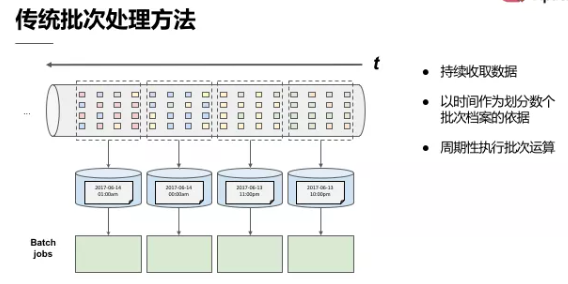 传统批次处理方法
t
...
● 持续收取数据
● 以时间作为划分数个
批次档案的依据
● 周期性执行批次运算
2017-06-14
01:00am
2017-06-14
00:00am
2017-06-13
11:00pm
2017-06-13
10:00pm
Batch
jobs